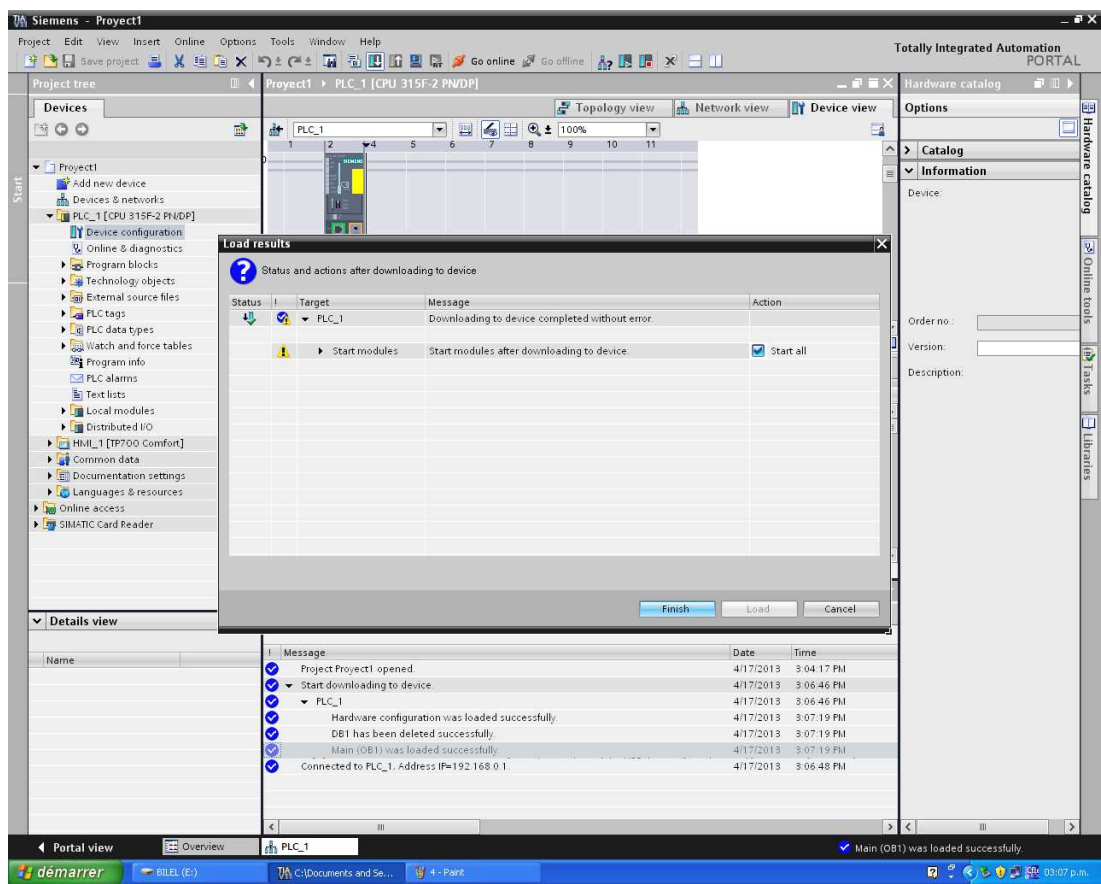 Siemens - Proyect1
Project Edit View Insert Online Options Tools Window Help
Totally Integrated Automation
PORTAL
Save project
Go online
Go offline
Project tree
Proyect1 PLC_1 [CPU 315F-2 PN/DP]
Hardware catalog
Devices
Topology view
Network view
Device view
Options
PLC_1
100%
1 2 4 5 6 7 8 9 10 11
Start
Proyect1
Add new device
Devices & networks
PLC_1 [CPU 315F-2 PN/DP]
Device configuration
Online & diagnostics
Program blocks
Technology objects
External source files
PLC tags
PLC data types
Watch and force tables
Program info
PLC alarms
Text lists
Local modules
Distributed I/O
HMI_1 [TP700 Comfort]
Common data
Documentation settings
Languages & resources
Online access
SIMATIC Card Reader
Details view
Name
Load results
Status and actions after downloading to device
Status ! Target Message Action
PLC_1 Downloading to device completed without error.
Start modules Start modules after downloading to device. Start all
Finish Load Cancel
! Message Date Time
Project Proyect1 opened. 4/17/2013 3:04:17 PM
Start downloading to device. 4/17/2013 3:06:46 PM
PLC_1 4/17/2013 3:06:46 PM
Hardware configuration was loaded successfully. 4/17/2013 3:07:19 PM
DB1 has been deleted successfully. 4/17/2013 3:07:19 PM
Main (OB1) was loaded successfully. 4/17/2013 3:07:19 PM
Connected to PLC_1, Address IP=192.168.0.1. 4/17/2013 3:06:48 PM
Catalog
Information
Device:
Order no.:
Version:
Description:
Hardware catalog
Online tools
Tasks
Libraries
Portal view
Overview
PLC_1
Main (OB1) was loaded successfully.
démarrer
BILEL (E:)
C:\Documents and Se...
4 - Paint
03:07 p.m.